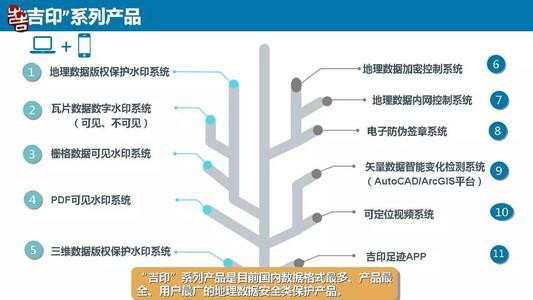 吉 "吉印"系列产品
1 地理数据版权保护水印系统
2 瓦片数据数字水印系统
（可见、不可见）
3 栅格数据可见水印系统
4 PDF可见水印系统
5 三维数据版权保护水印系统
地理数据加密控制系统 6
地理数据内网控制系统 7
电子防伪签章系统 8
矢量数据智能变化检测系统 9
（AutoCAD/ArcGIS平台）
可定位视频系统 10
吉印足迹APP 11
"吉印"系列产品是目前国内数据格式最多、产品最
全、用户最广的地理数据安全类保护产品。